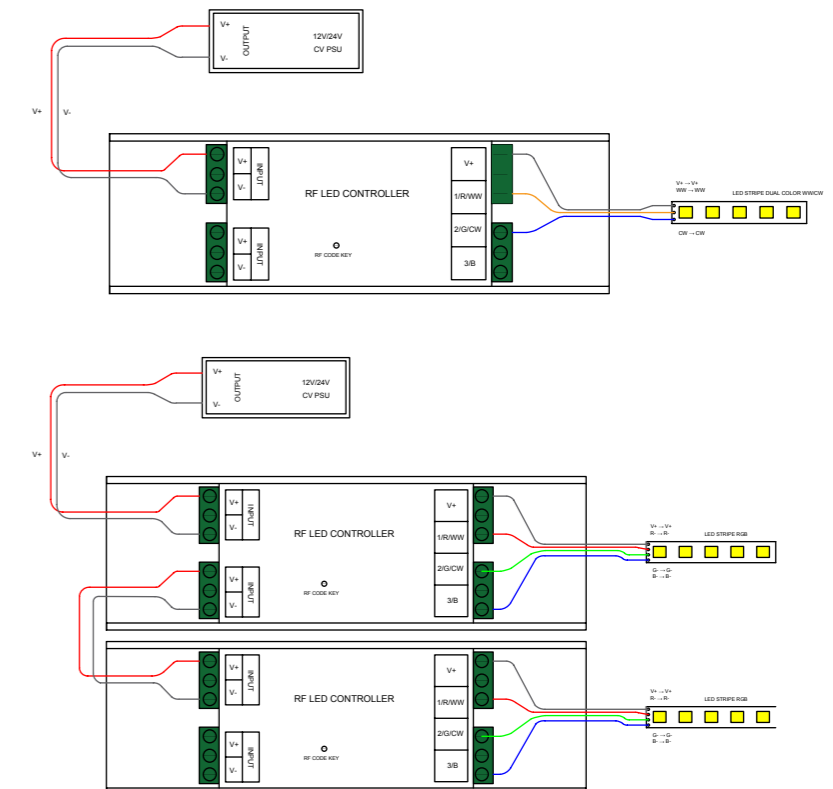 V+
V-
OUTPUT
12V/24V
CV PSU
V+
V-
V+
V-
INPUT
V+
V-
INPUT
RF LED CONTROLLER
RF CODE KEY
V+
1/R/WW
2/G/CW
3/B
V+ → V+
WW → WW
LED STRIPE DUAL COLOR WW/CW
CW → CW
V+
V-
OUTPUT
12V/24V
CV PSU
V+
V-
V+
V-
INPUT
V+
V-
INPUT
RF LED CONTROLLER
RF CODE KEY
V+
1/R/WW
2/G/CW
3/B
V+ → V+
R- → R-
LED STRIPE RGB
G- → G-
B- → B-
V+
V-
INPUT
V+
V-
INPUT
RF LED CONTROLLER
RF CODE KEY
V+
1/R/WW
2/G/CW
3/B
V+ → V+
R- → R-
LED STRIPE RGB
G- → G-
B- → B-